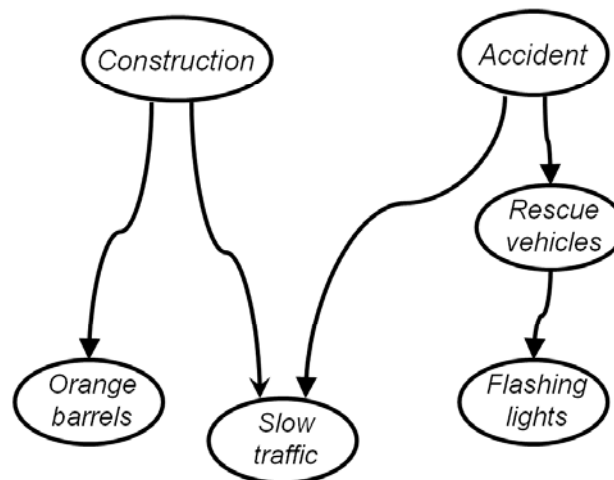 Construction
Accident
Rescue
vehicles
Orange
barrels
Slow
traffic
Flashing
lights